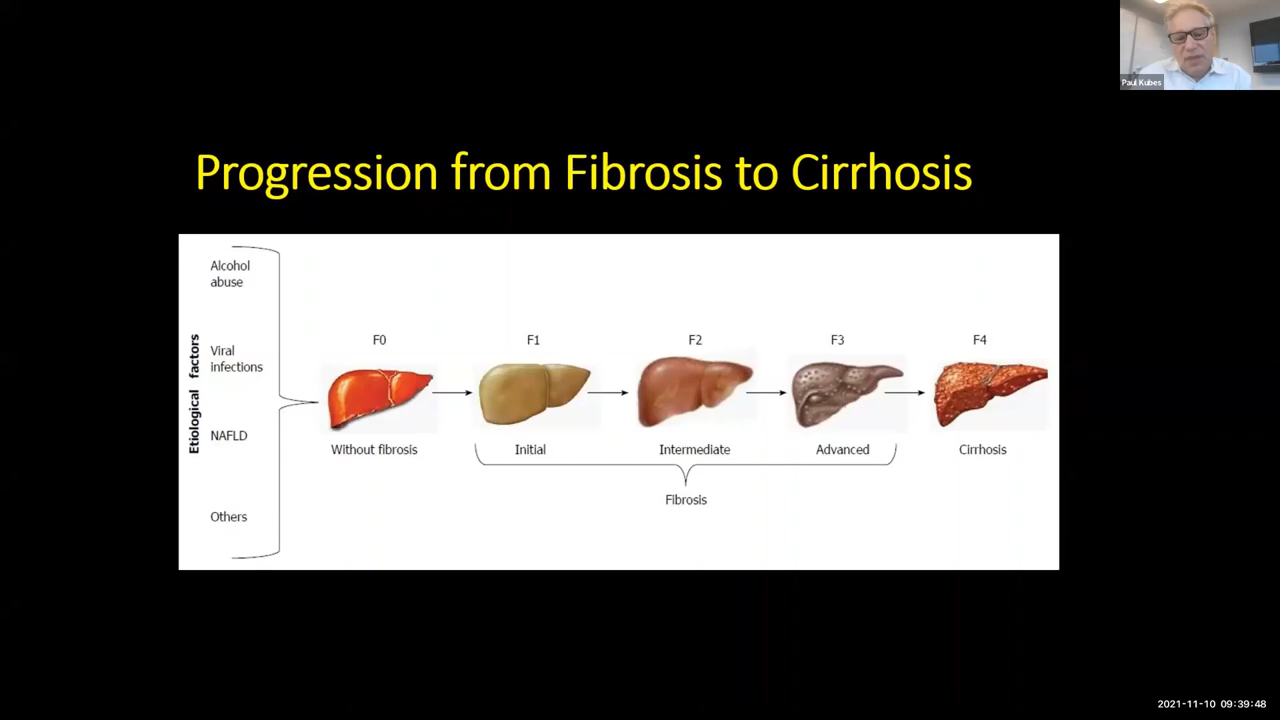 Paul Kubes
Progression from Fibrosis to Cirrhosis
Etiological factors
Alcohol
abuse
Viral
infections
NAFLD
Others
F0
F1
F2
F3
F4
Without fibrosis
Initial
Intermediate
Advanced
Cirrhosis
Fibrosis
2021-11-10 09:39:48